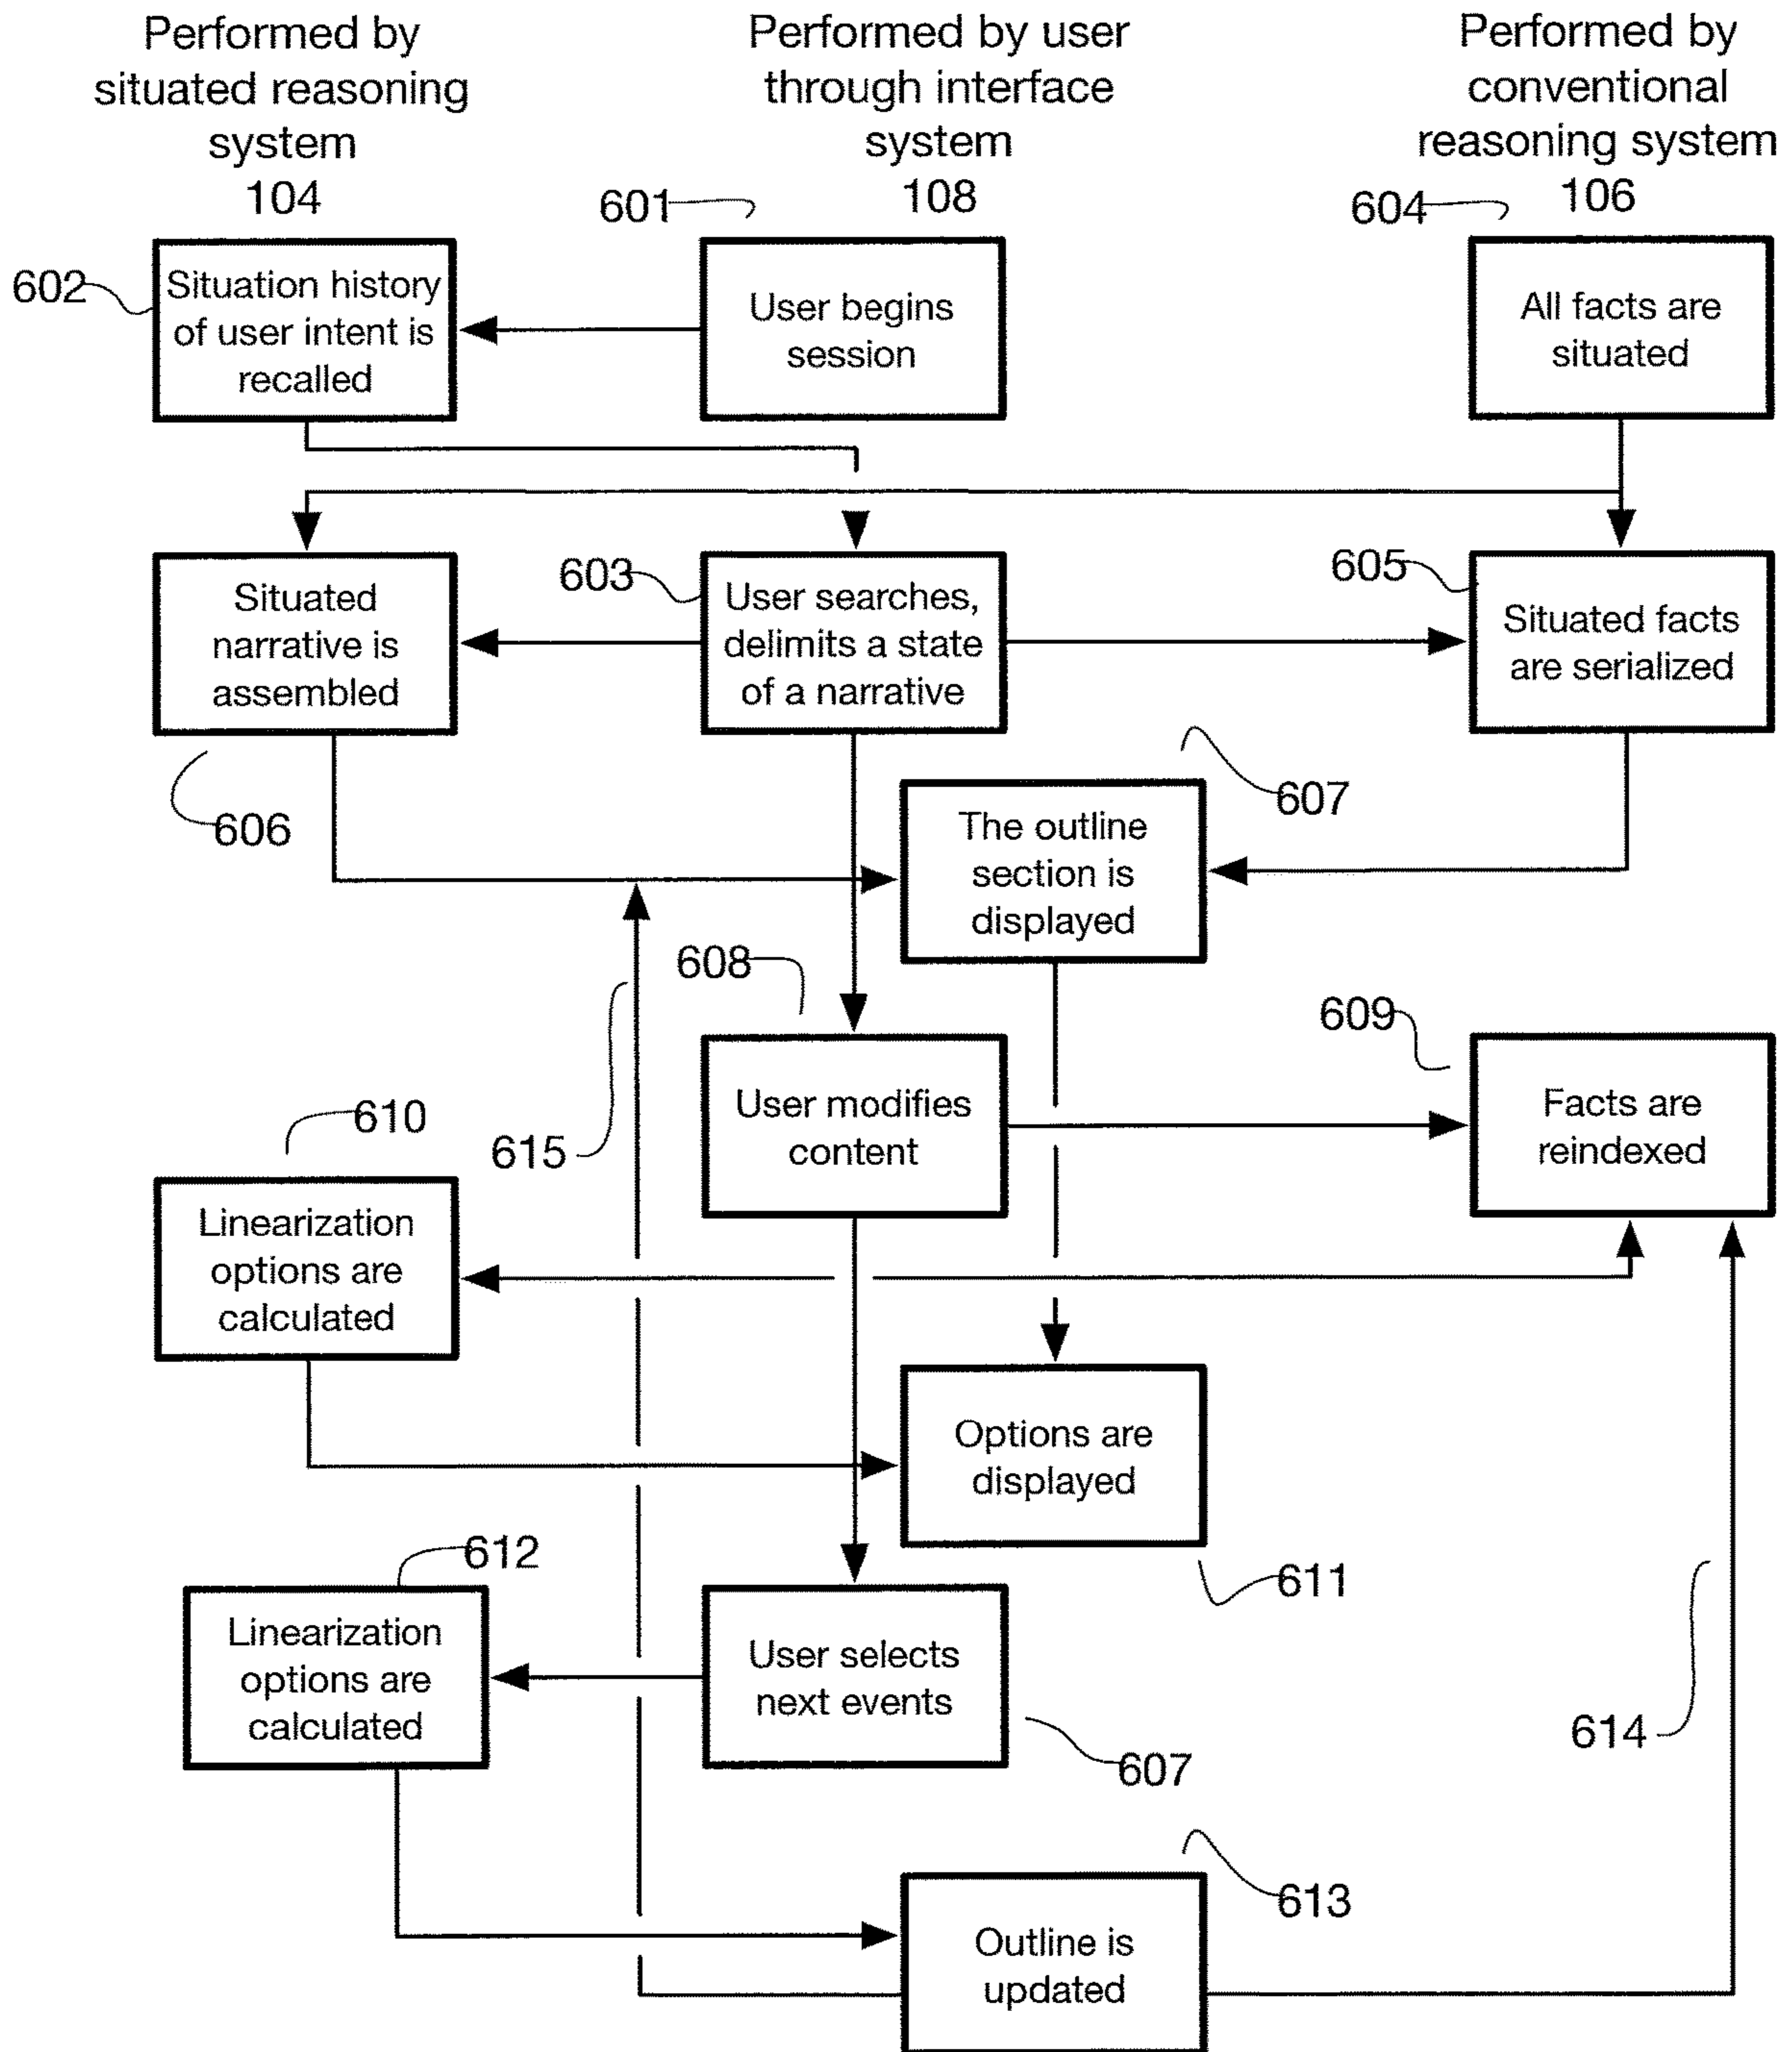 Performed by
situated reasoning
system
104
Performed by user
through interface
system
108
Performed by
conventional
reasoning system
106
601
604
602
Situation history
of user intent is
recalled
User begins
session
All facts are
situated
603
605
Situated
narrative is
assembled
User searches,
delimits a state
of a narrative
Situated facts
are serialized
606
607
The outline
section is
displayed
608
609
User modifies
content
Facts are
reindexed
610
615
Linearization
options are
calculated
Options are
displayed
611
612
Linearization
options are
calculated
User selects
next events
607
614
613
Outline is
updated